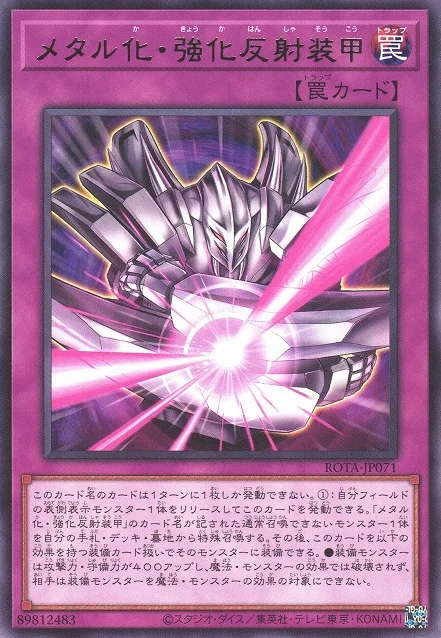 メタル化・強化反射装甲 罠
【罠カード】
ROTA-JP071
このカード名のカードは1ターンに1枚しか発動できない。①:自分フィールド
の表側表示モンスター1体をリリースしてこのカードを発動できる。「メタル
化・強化反射装甲」のカード名が記された通常召喚できないモンスター1体
を自分の手札・デッキ・墓地から特殊召喚する。その後、このカードを以下の
効果を持つ装備カード扱いでそのモンスターに装備できる。●装備モンスター
は攻撃力・守備力が400アップし、魔法・モンスターの効果では破壊されず、
相手は装備モンスターを魔法・モンスターの効果の対象にできない。
89812483 ©スタジオ・ダイス/集英社・テレビ東京・KONAMI